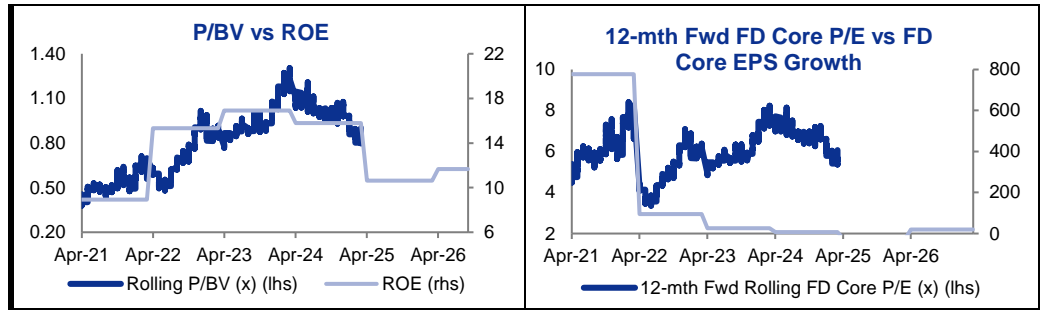 P/BV vs ROE
1.40
1.10
0.80
0.50
0.20
22
18
14
10
6
Apr-21 Apr-22 Apr-23 Apr-24 Apr-25 Apr-26
Rolling P/BV (x) (lhs) ROE (rhs)
12-mth Fwd FD Core P/E vs FD
Core EPS Growth
10
8
6
4
2
800
600
400
200
0
Apr-21 Apr-22 Apr-23 Apr-24 Apr-25 Apr-26
12-mth Fwd Rolling FD Core P/E (x) (lhs)